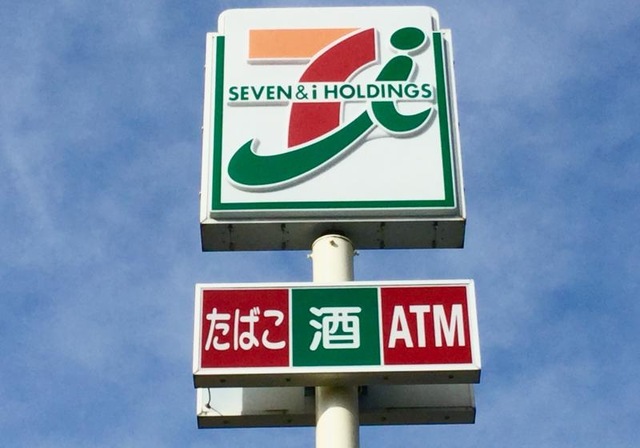 SEVEN & i HOLDINGS
たばこ 酒 ATM